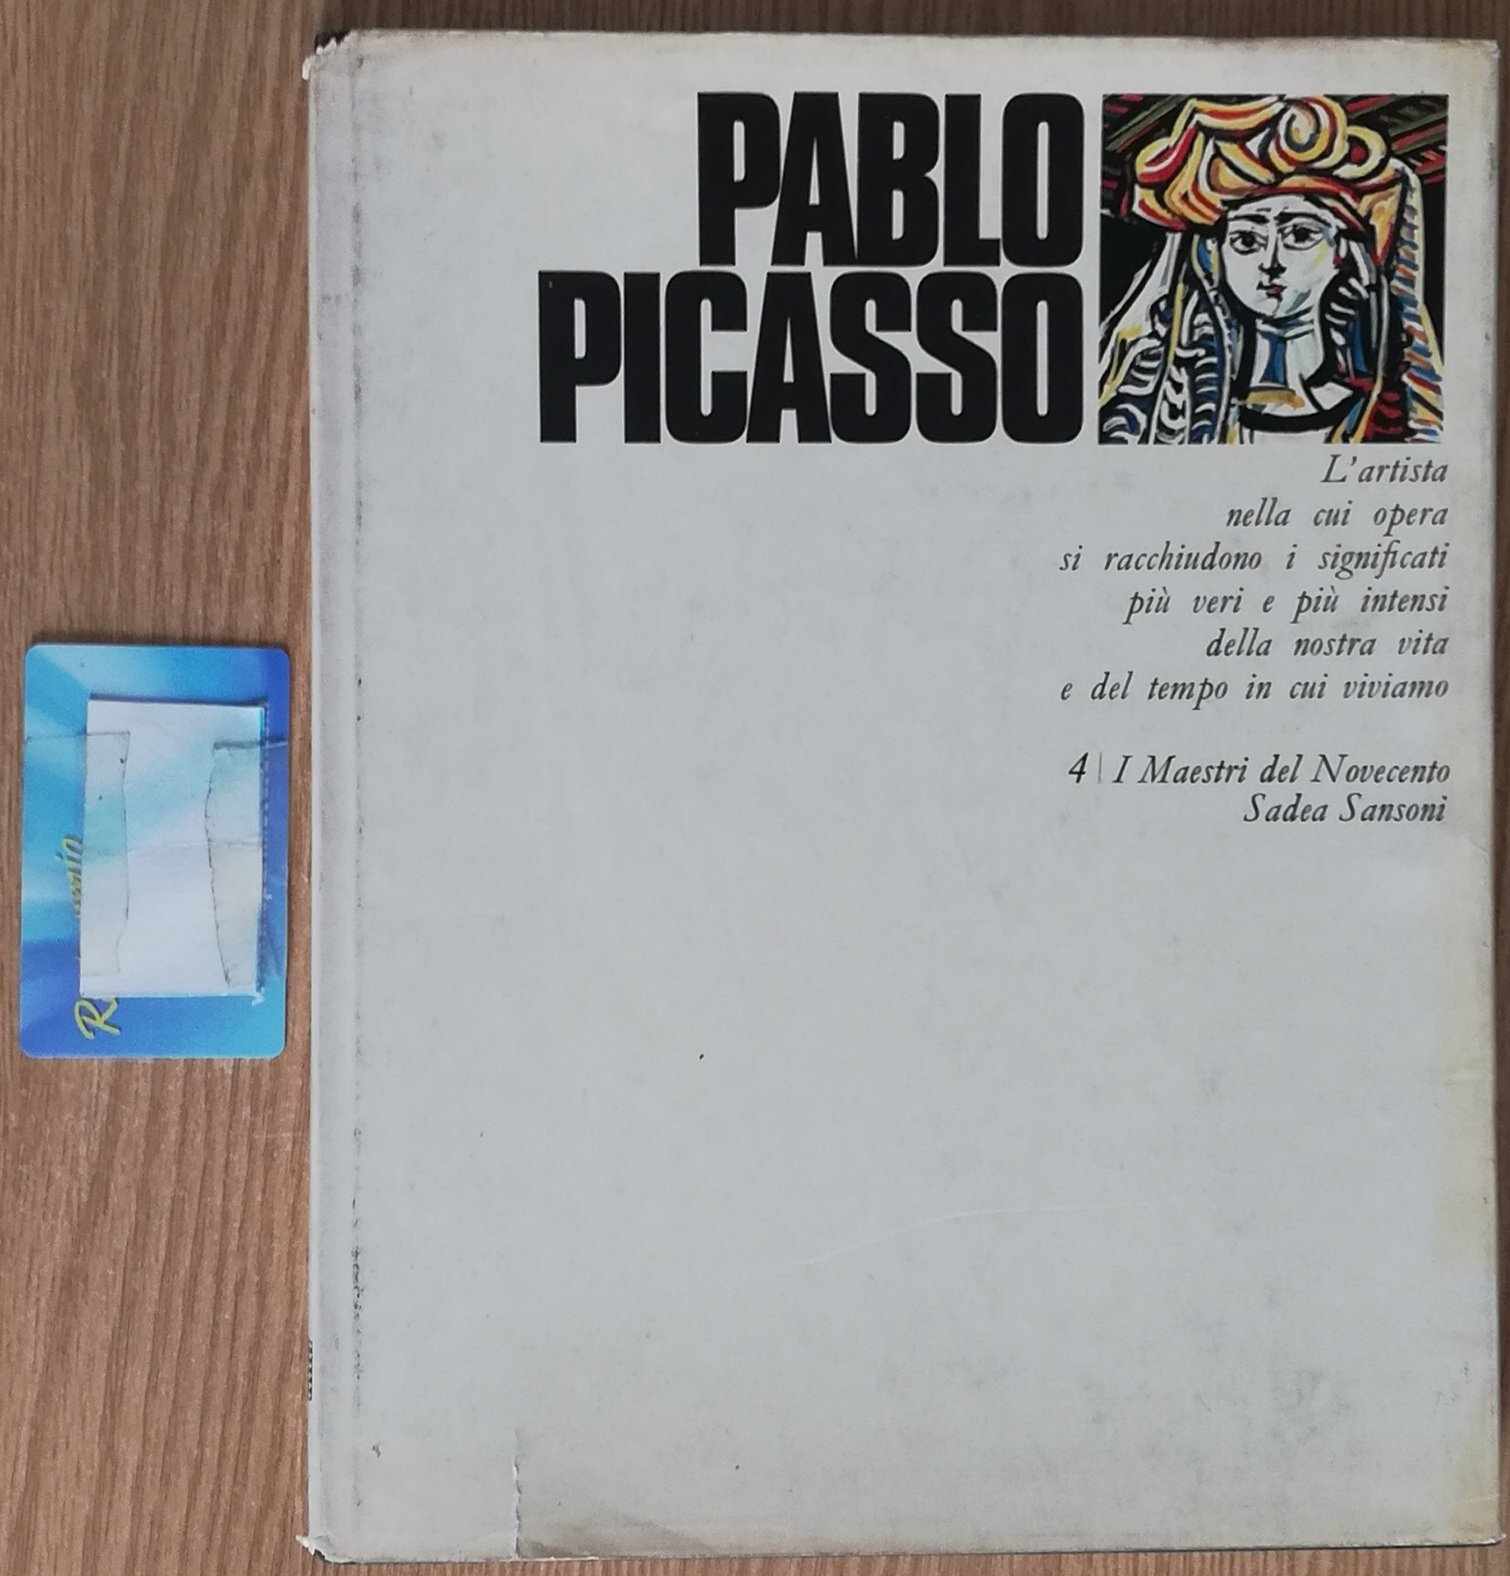 PABLO
PICASSO
L'artista
nella cui opera
si racchiudono i significati
più veri e più intensi
della nostra vita
e del tempo in cui viviamo
4 | I Maestri del Novecento
Sadea Sansoni